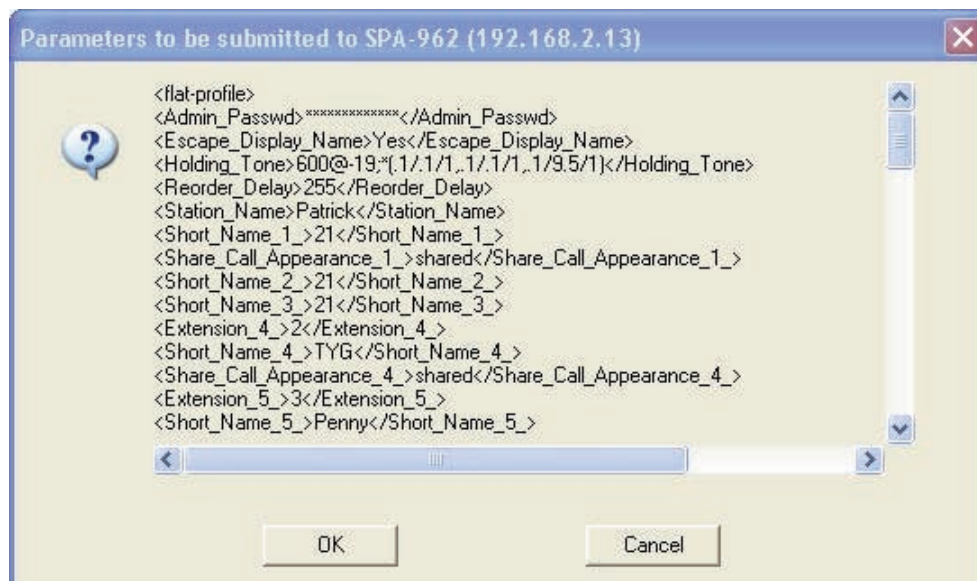 Parameters to be submitted to SPA-962 (192.168.2.13)
<flat-profile>
<Admin_Passwd>*************</Admin_Passwd>
<Escape_Display_Name>Yes</Escape_Display_Name>
<Holding_Tone>600@-19;*(.1/.1/1,.1/.1/1,.1/9.5/1)</Holding_Tone>
<Reorder_Delay>255</Reorder_Delay>
<Station_Name>Patrick</Station_Name>
<Short_Name_1_>21</Short_Name_1_>
<Share_Call_Appearance_1_>shared</Share_Call_Appearance_1_>
<Short_Name_2_>21</Short_Name_2_>
<Short_Name_3_>21</Short_Name_3_>
<Extension_4_>2</Extension_4_>
<Short_Name_4_>TYG</Short_Name_4_>
<Share_Call_Appearance_4_>shared</Share_Call_Appearance_4_>
<Extension_5_>3</Extension_5_>
<Short_Name_5_>Penny</Short_Name_5_>
OK Cancel